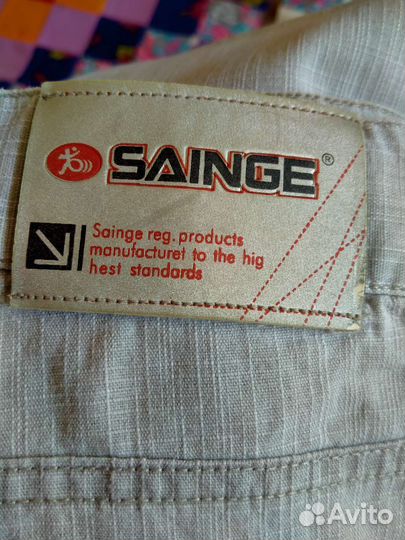 SAINGE®
Sainge reg. products
manufacturet to the hig
hest standards
Avito